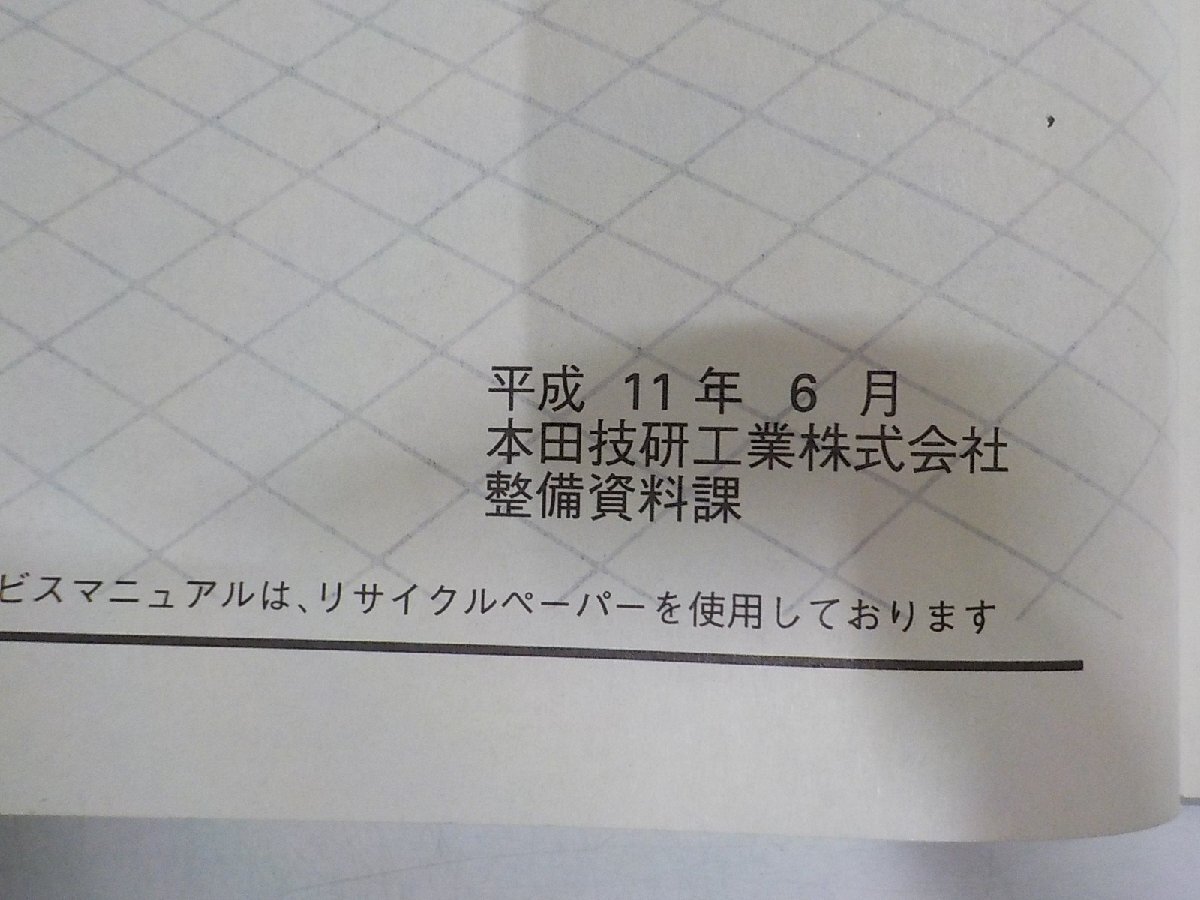 平成 11 年 6 月
本田技研工業株式会社
整備資料課
ビスマニュアルは、リサイクルペーパーを使用しております